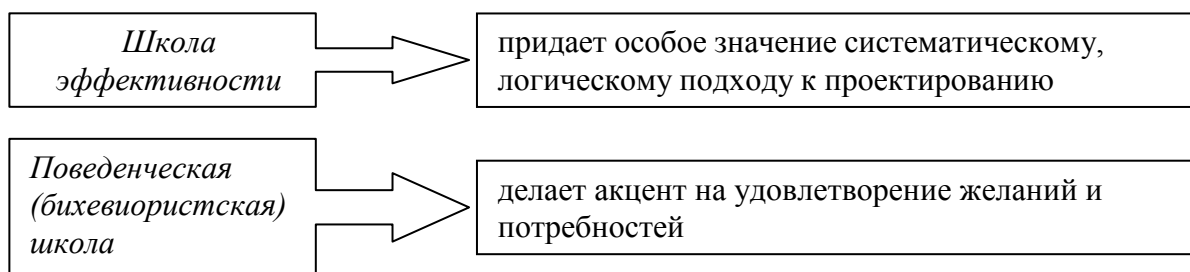 Школа
эффективности
придает особое значение систематическому,
логическому подходу к проектированию
Поведенческая
(бихевиористская)
школа
делает акцент на удовлетворение желаний и
потребностей